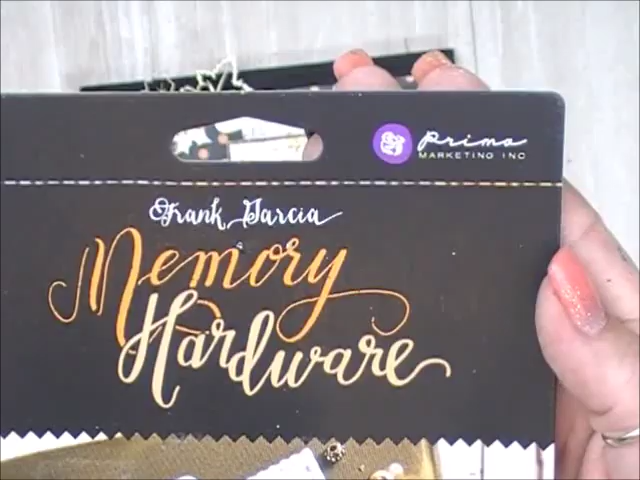 Prima
MARKETING INC
Frank Garcia
Memory
Hardware